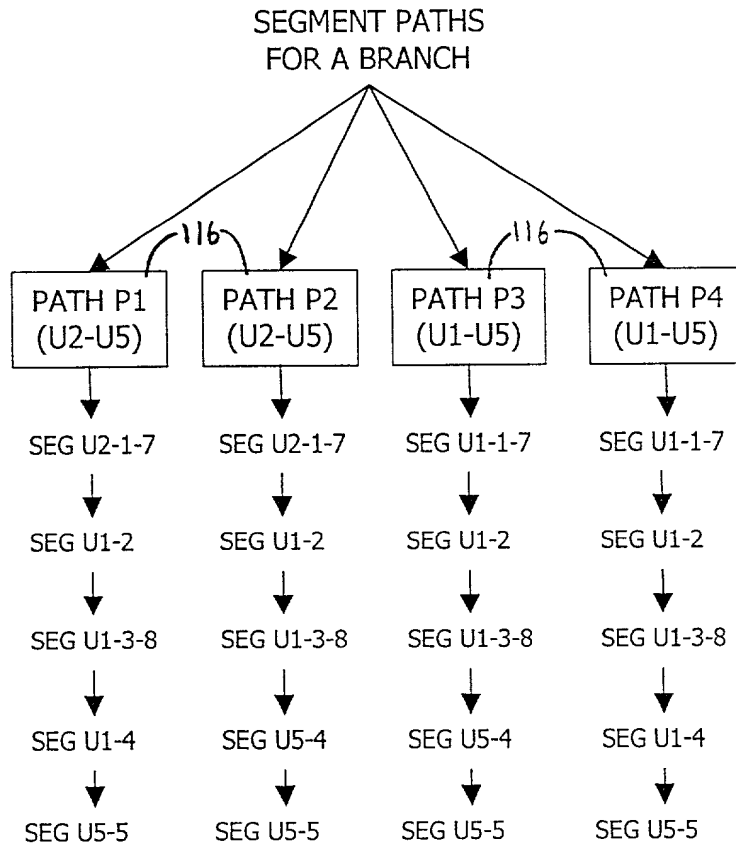 SEGMENT PATHS
FOR A BRANCH
116 116
PATH P1 PATH P2 PATH P3 PATH P4
(U2-U5) (U2-U5) (U1-U5) (U1-U5)
SEG U2-1-7 SEG U2-1-7 SEG U1-1-7 SEG U1-1-7
SEG U1-2 SEG U1-2 SEG U1-2 SEG U1-2
SEG U1-3-8 SEG U1-3-8 SEG U1-3-8 SEG U1-3-8
SEG U1-4 SEG U5-4 SEG U5-4 SEG U1-4
SEG U5-5 SEG U5-5 SEG U5-5 SEG U5-5